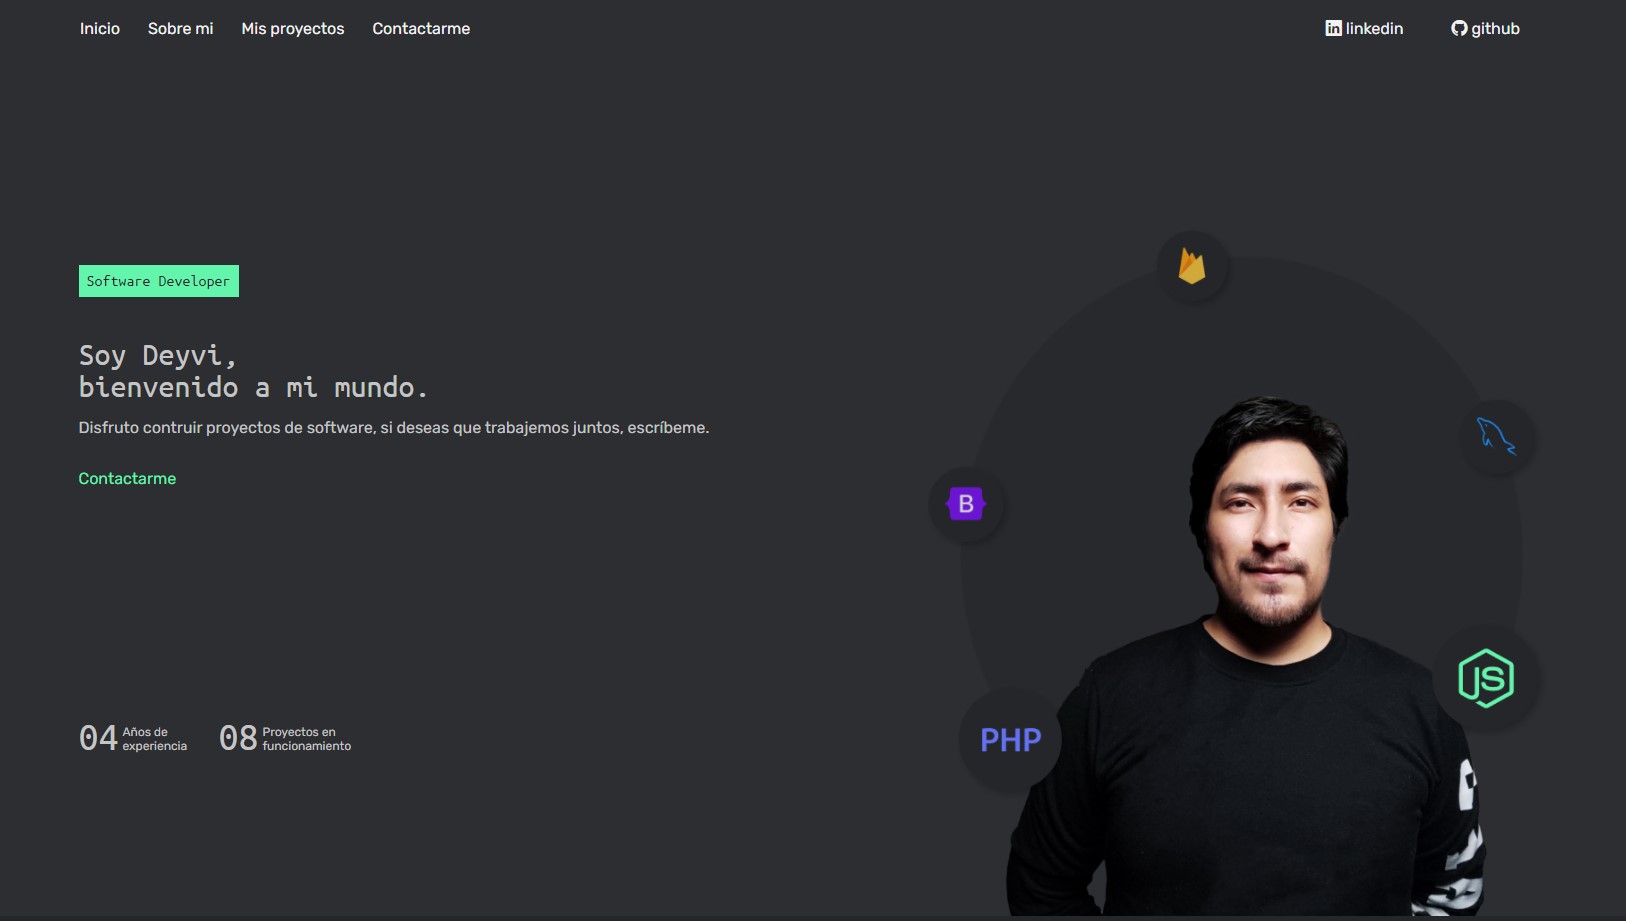 Inicio Sobre mi Mis proyectos Contactarme
linkedin github
Software Developer
Soy Deyvi,
bienvenido a mi mundo.
Disfruto contruir proyectos de software, si deseas que trabajemos juntos, escríbeme.
Contactarme
04 Años de
experiencia
08 Proyectos en
funcionamiento
B
JS
PHP